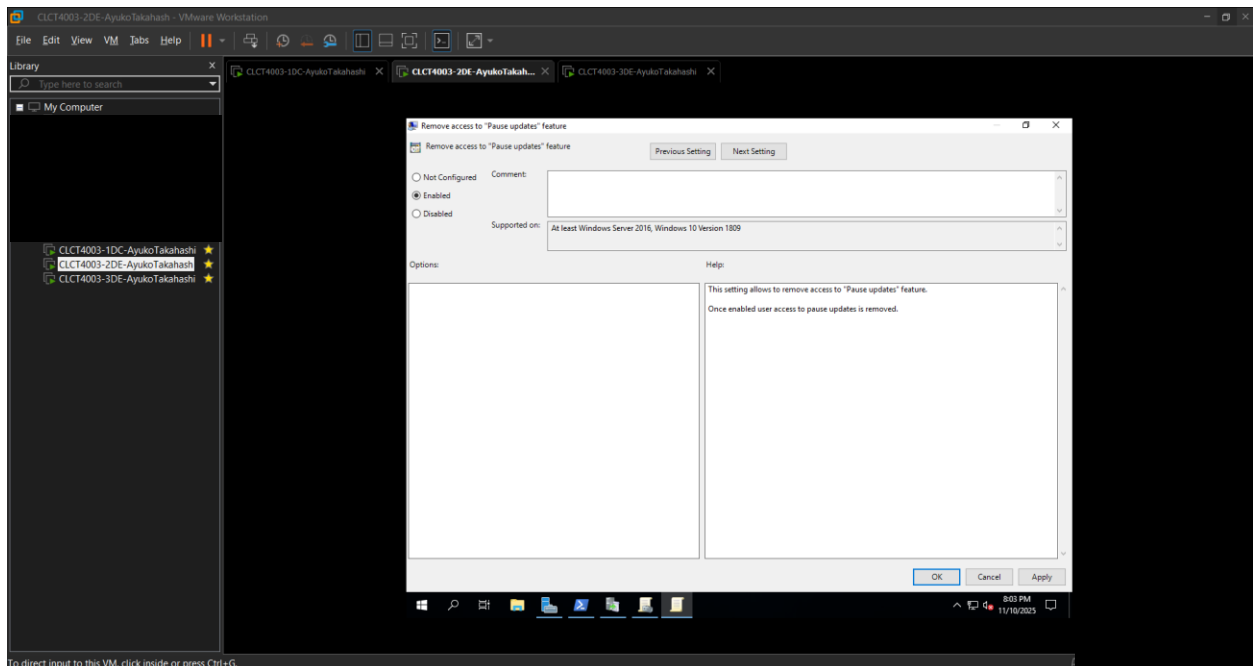 CLCT4003-2DE-AyukoTakahash - VMware Workstation
File Edit View VM Tabs Help
Library
Type here to search
My Computer
CLCT4003-1DC-AyukoTakahashi
CLCT4003-2DE-AyukoTakahash
CLCT4003-3DE-AyukoTakahashi
CLCT4003-1DC-AyukoTakahashi
CLCT4003-2DE-AyukoTakah...
CLCT4003-3DE-AyukoTakahashi
Remove access to "Pause updates" feature
Remove access to "Pause updates" feature
Previous Setting
Next Setting
Not Configured
Comment:
Enabled
Disabled
Supported on:
At least Windows Server 2016, Windows 10 Version 1809
Options:
Help:
This setting allows to remove access to "Pause updates" feature.
Once enabled user access to pause updates is removed.
OK
Cancel
Apply
8:03 PM
11/10/2025
To direct input to this VM, click inside or press Ctrl+G.